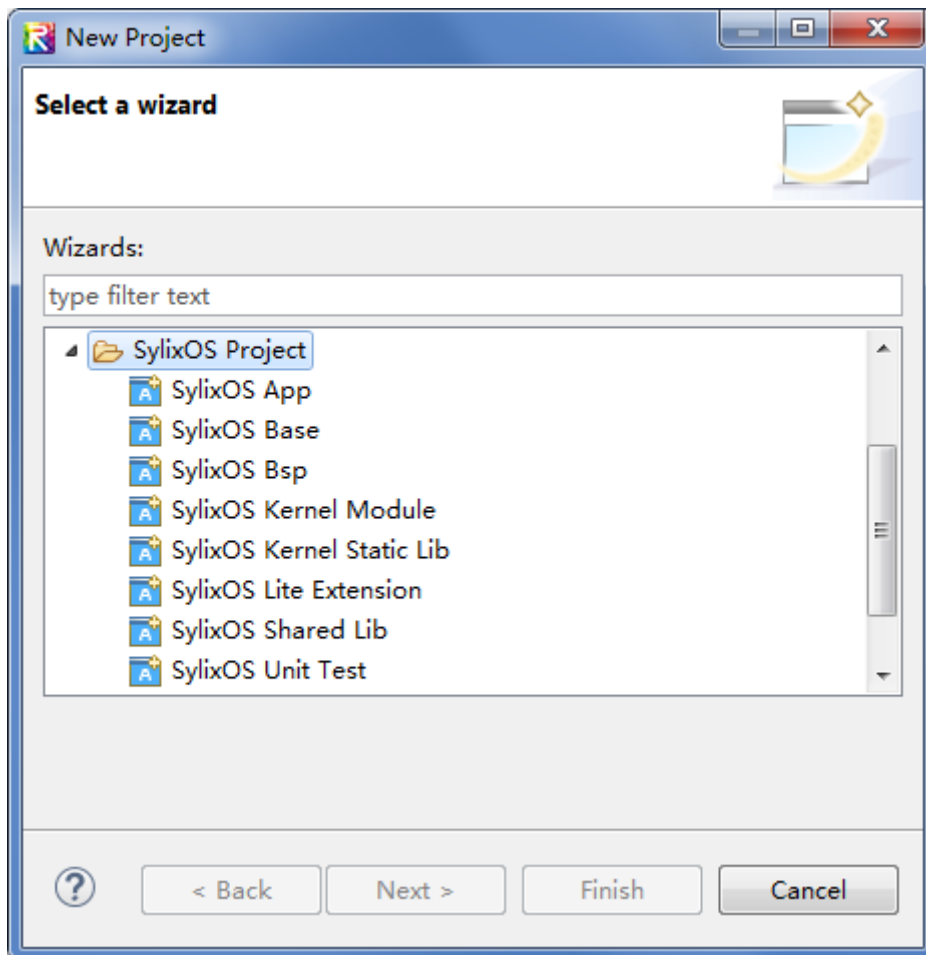 New Project
Select a wizard
Wizards:
type filter text
SylixOS Project
SylixOS App
SylixOS Base
SylixOS Bsp
SylixOS Kernel Module
SylixOS Kernel Static Lib
SylixOS Lite Extension
SylixOS Shared Lib
SylixOS Unit Test
< Back Next > Finish Cancel